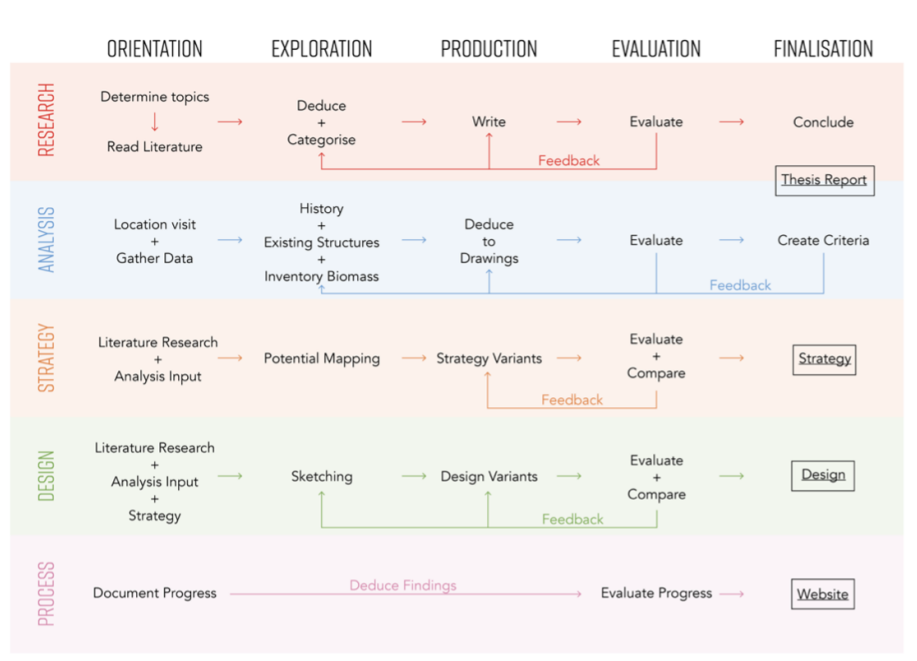 ORIENTATION EXPLORATION PRODUCTION EVALUATION FINALISATION
RESEARCH
Determine topics
Read Literature
Deduce
+
Categorise
Write
Evaluate
Conclude
Feedback
Thesis Report
ANALYSIS
Location visit
+
Gather Data
History
+
Existing Structures
+
Inventory Biomass
Deduce
to
Drawings
Evaluate
Create Criteria
Feedback
STRATEGY
Literature Research
+
Analysis Input
Potential Mapping
Strategy Variants
Evaluate
+
Compare
Strategy
Feedback
DESIGN
Literature Research
+
Analysis Input
+
Strategy
Sketching
Design Variants
Evaluate
+
Compare
Design
Feedback
PROCESS
Document Progress
Deduce Findings
Evaluate Progress
Website